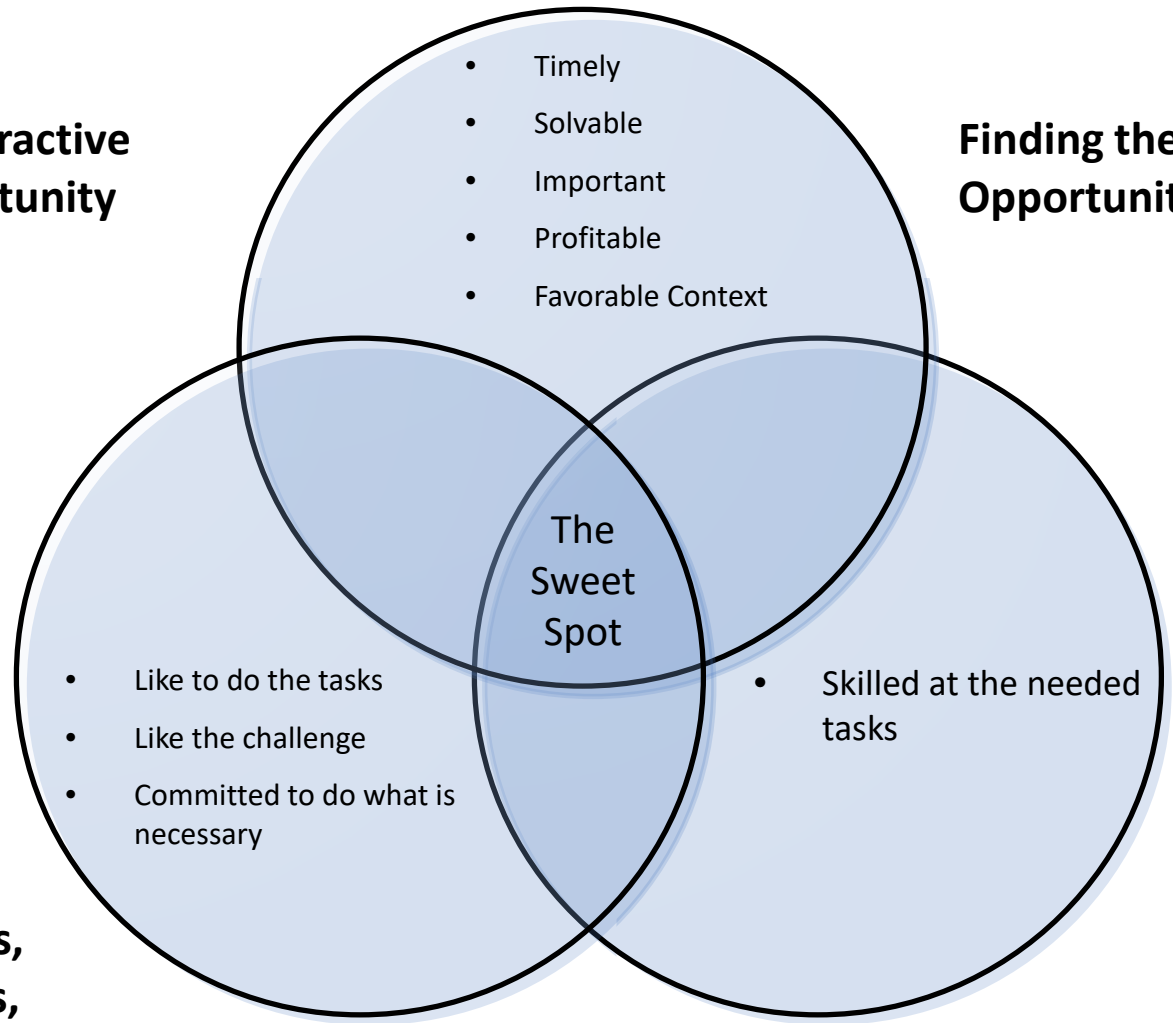 • Timely
• Solvable
• Important
• Profitable
• Favorable Context
Finding the
The
Sweet
Spot
• Like to do the tasks
• Like the challenge
• Committed to do what is
necessary
• Skilled at the needed
tasks